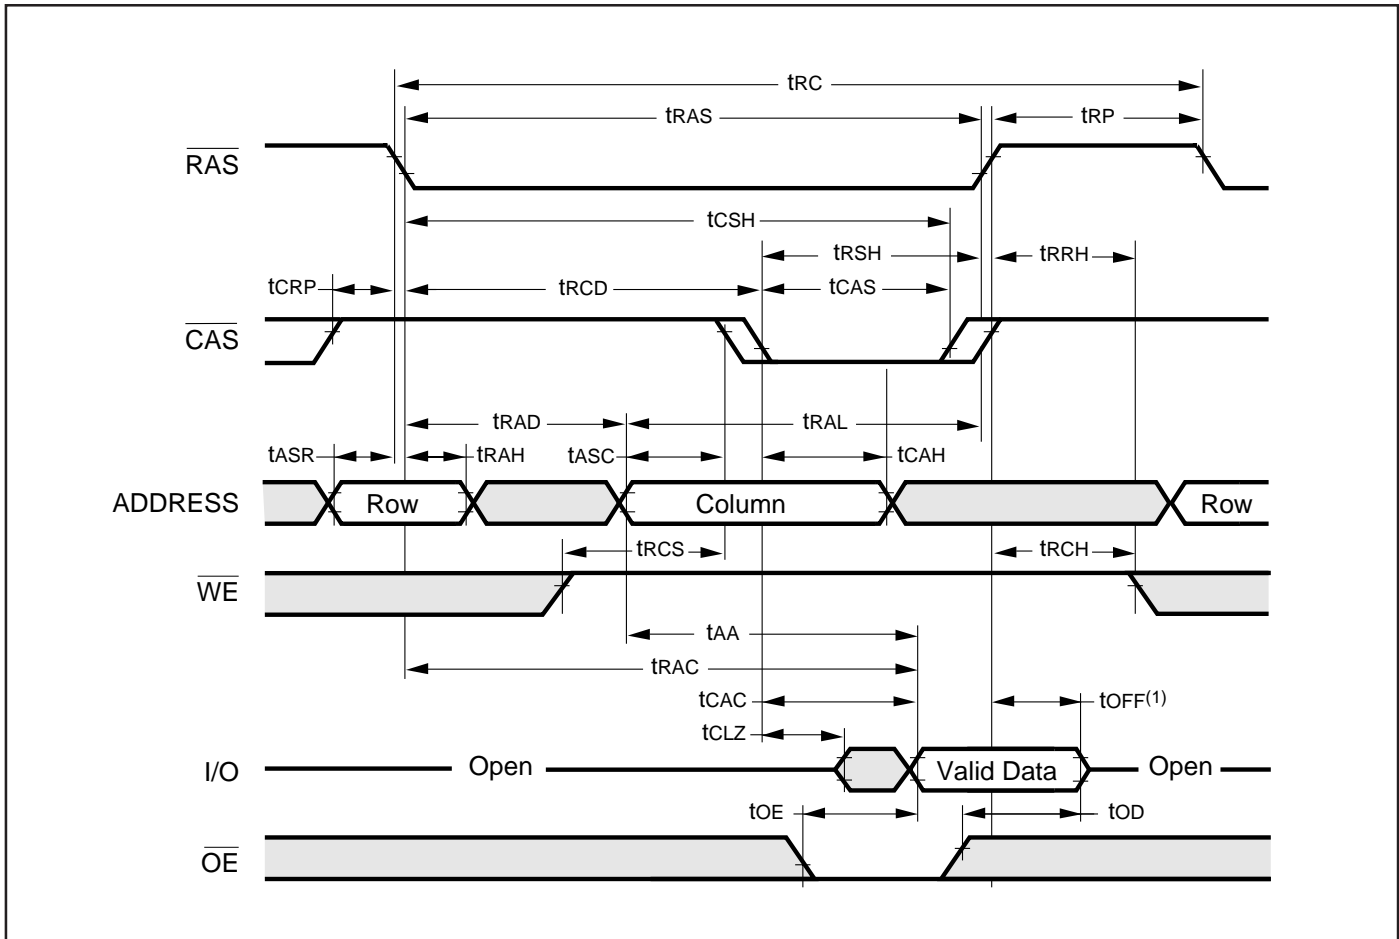 tRC
tRAS
tRP
RAS
tCSH
tRSH
tRRH
tCRP
tRCD
tCAS
CAS
tRAD
tRAL
tASR
tRAH
tASC
tCAH
ADDRESS
Row
Column
Row
tRCS
tRCH
WE
tAA
tRAC
tCAC
tOFF(1)
tCLZ
I/O
Open
Valid Data
Open
tOE
tOD
OE